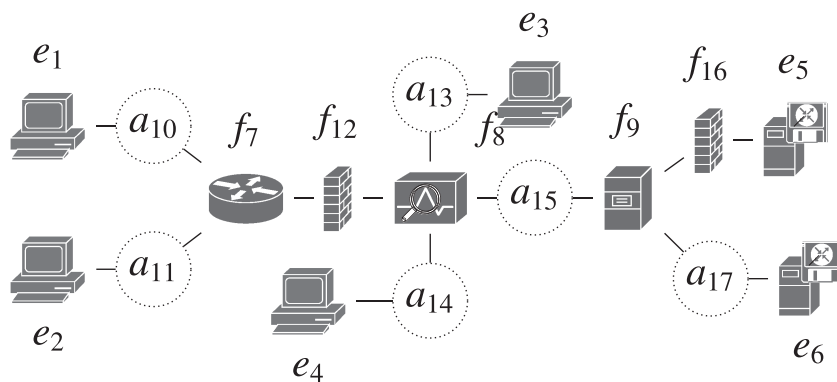 e₁
a₁₀
f₇
f₁₂
a₁₃
e₃
f₈
a₁₅
f₉
f₁₆
e₅
e₂
a₁₁
e₄
a₁₄
a₁₇
e₆